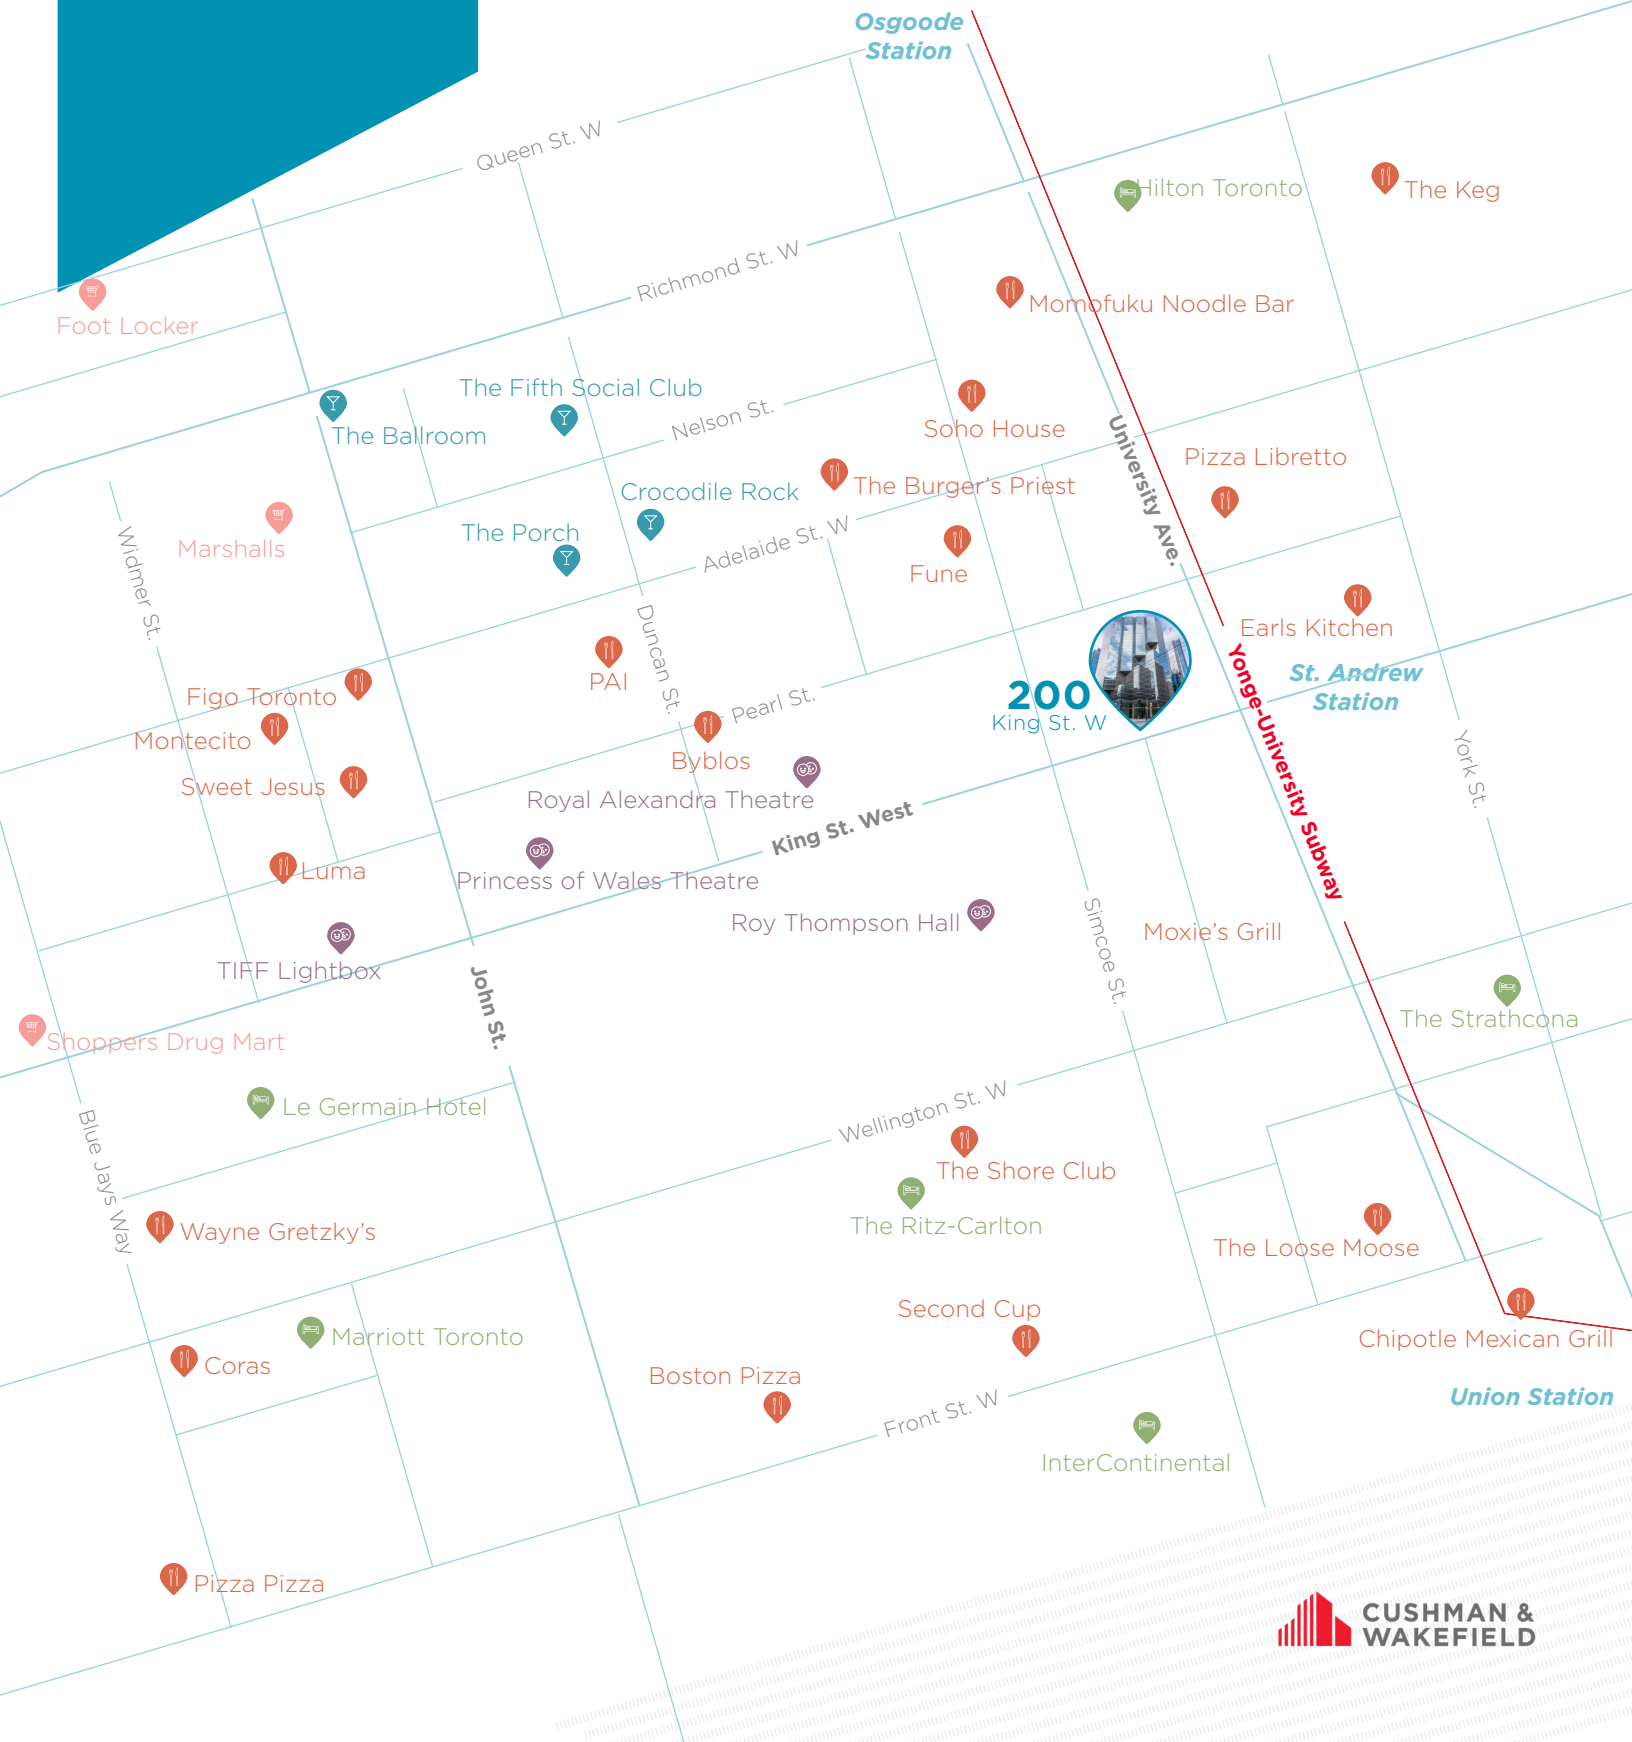 Osgoode
Station
Queen St. W
Hilton Toronto
The Keg
Richmond St. W
Momofuku Noodle Bar
Foot Locker
The Fifth Social Club
Nelson St.
The Ballroom
Soho House
University Ave.
Pizza Libretto
Crocodile Rock
The Burger's Priest
The Porch
Adelaide St. W
Marshalls
Widmer St.
Fune
Duncan St.
Earls Kitchen
PAI
St. Andrew
Station
200
King St. W
Figo Toronto
Pearl St.
Montecito
Byblos
Yonge-University Subway
York St.
Sweet Jesus
Royal Alexandra Theatre
King St. West
Luma
Princess of Wales Theatre
Roy Thompson Hall
Simcoe St.
Moxie's Grill
TIFF Lightbox
John St.
The Strathcona
Shoppers Drug Mart
Le Germain Hotel
Blue Jays Way
Wellington St. W
The Shore Club
Wayne Gretzky's
The Ritz-Carlton
The Loose Moose
Second Cup
Marriott Toronto
Chipotle Mexican Grill
Coras
Boston Pizza
Front St. W
Union Station
InterContinental
Pizza Pizza
CUSHMAN &
WAKEFIELD